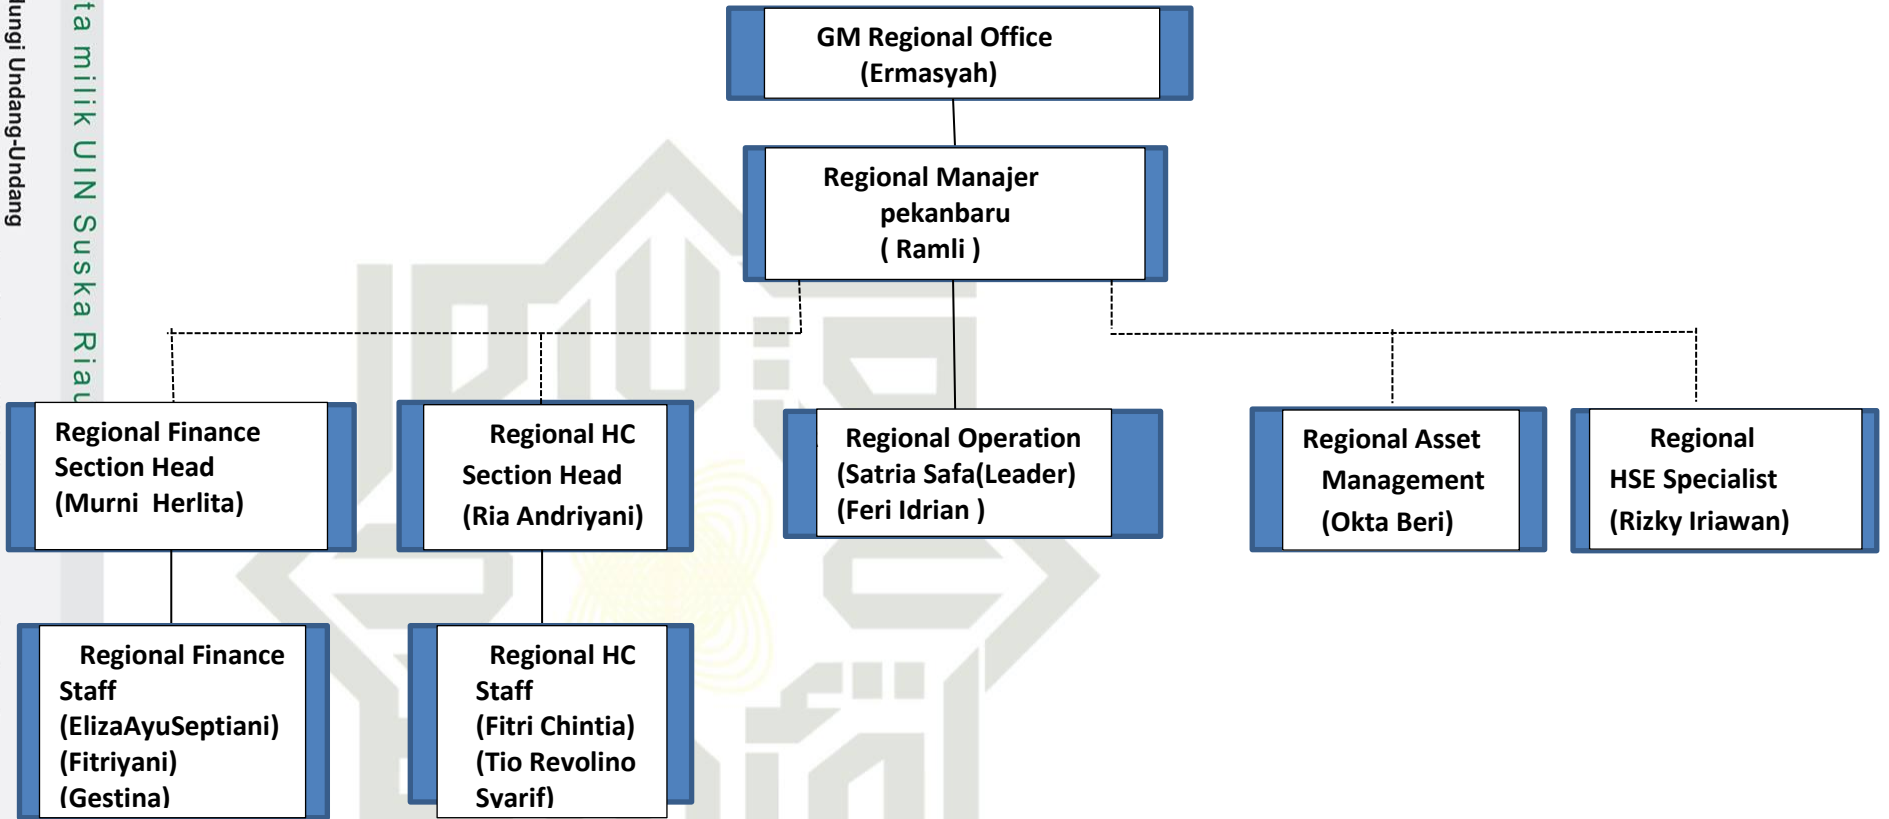 lungi Undang-Undang
ta milik UIN Suska Riau
GM Regional Office
(Ermasyah)
Regional Manajer
pekanbaru
( Ramli )
Regional Finance
Section Head
(Murni Herlita)
Regional HC
Section Head
(Ria Andriyani)
Regional Operation
(Satria Safa(Leader)
(Feri Idrian )
Regional Asset
Management
(Okta Beri)
Regional
HSE Specialist
(Rizky Iriawan)
Regional Finance
Staff
(ElizaAyuSeptiani)
(Fitriyani)
(Gestina)
Regional HC
Staff
(Fitri Chintia)
(Tio Revolino
Syarif)